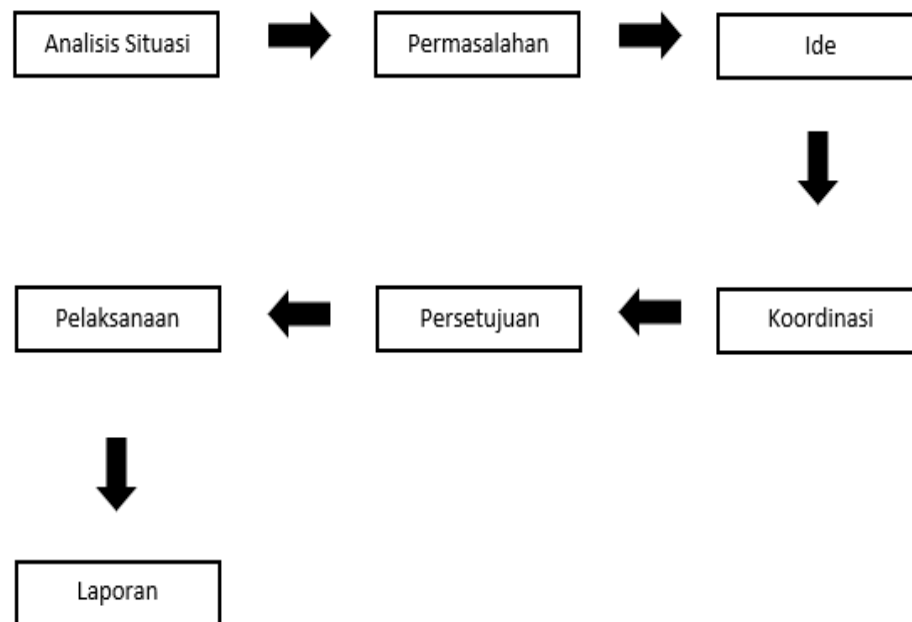 Analisis Situasi
Permasalahan
Ide
Koordinasi
Persetujuan
Pelaksanaan
Laporan